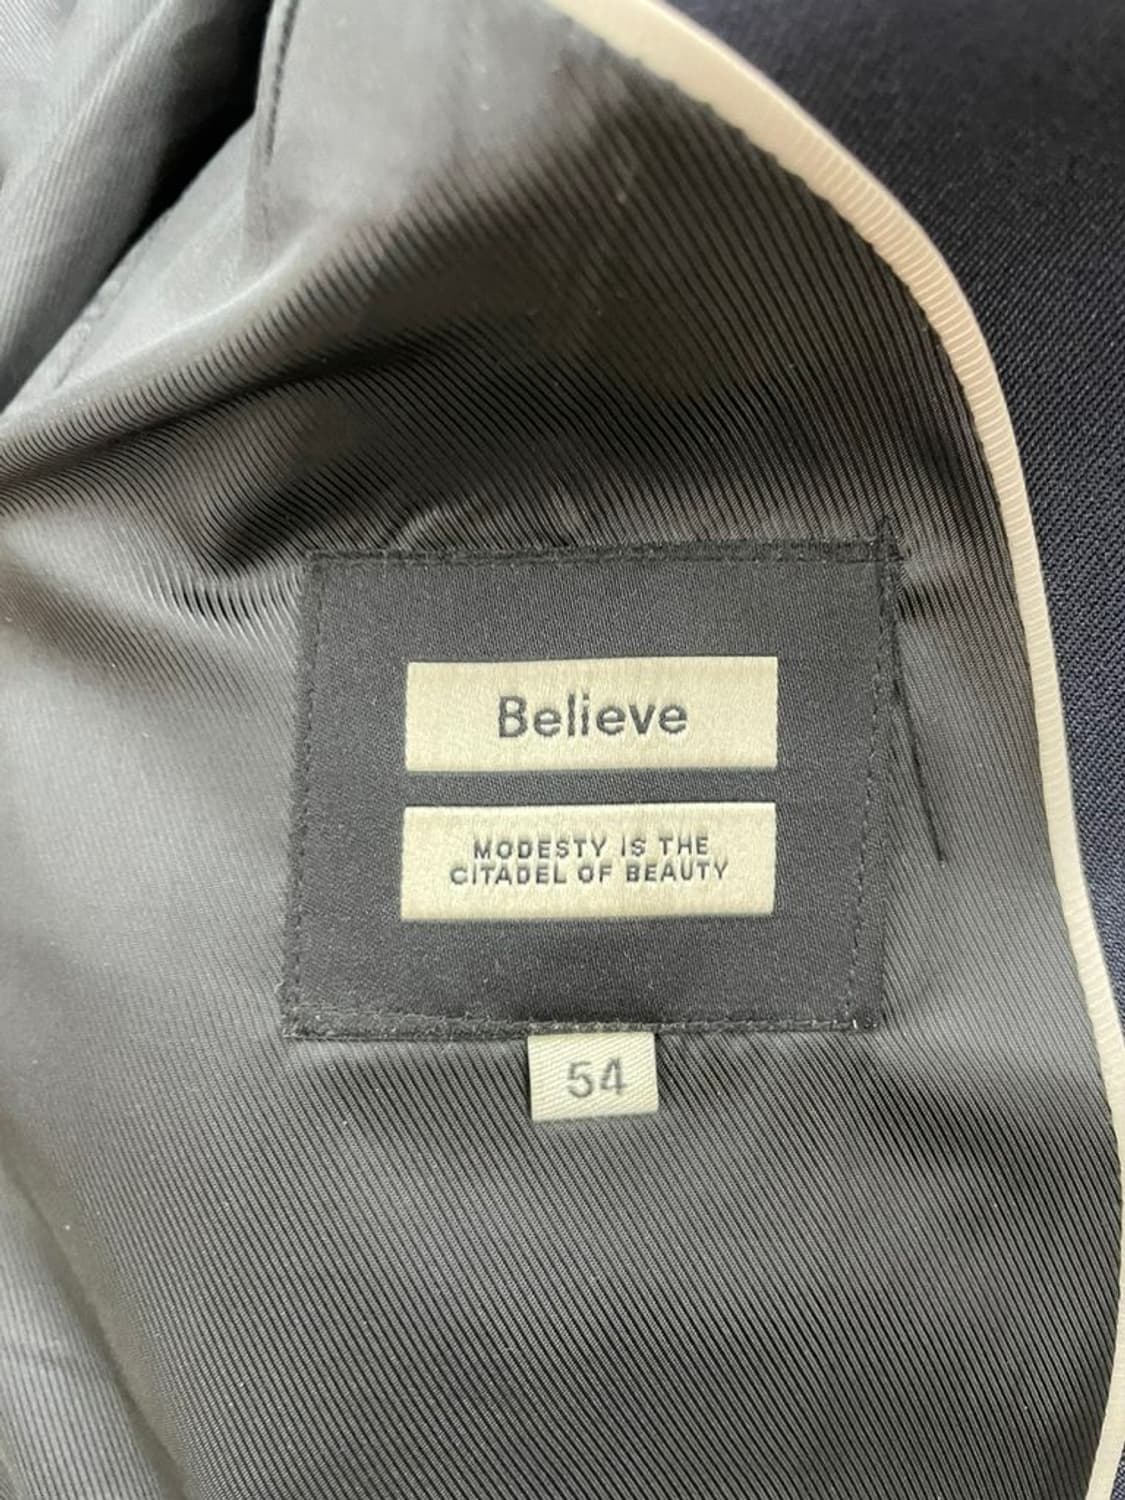 Believe
MODESTY IS THE
CITADEL OF BEAUTY
54